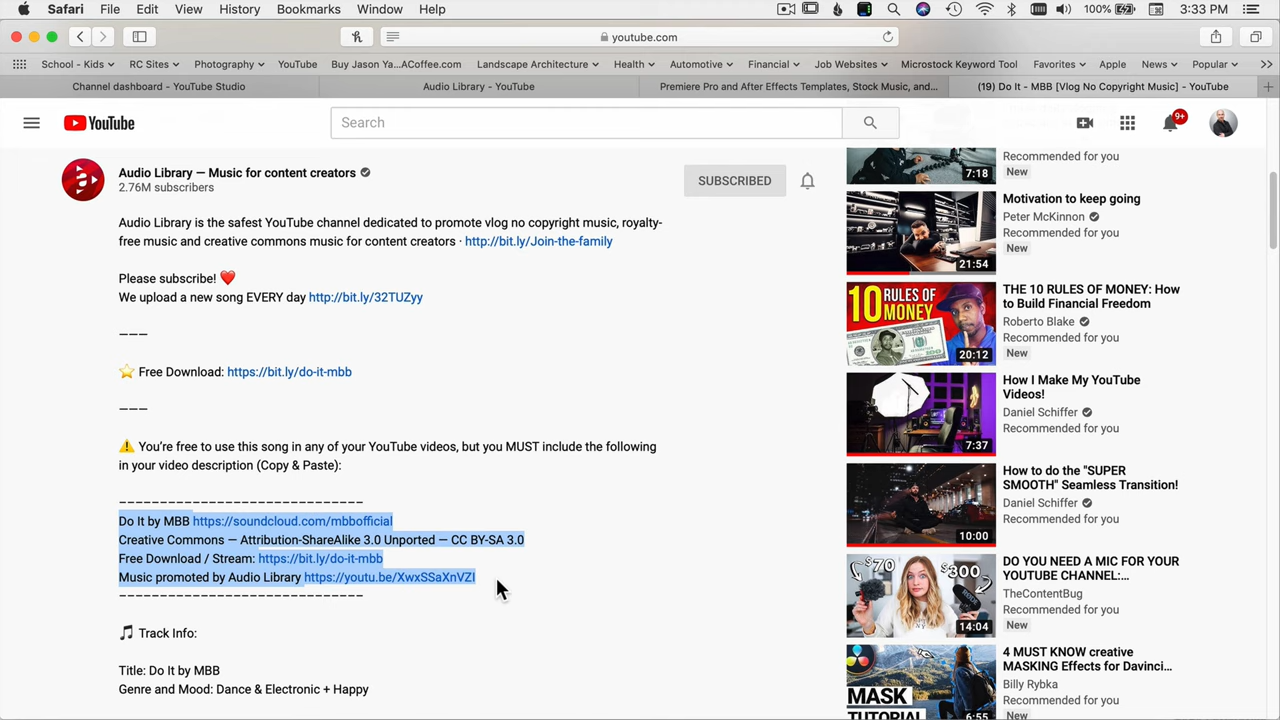 Safari File Edit View History Bookmarks Window Help 100% 3:33 PM
youtube.com
School - Kids RC Sites Photography YouTube Buy Jason Ya...ACoffee.com Landscape Architecture Health Automotive Financial Job Websites Microstock Keyword Tool Favorites Apple News Popular
Channel dashboard - YouTube Studio Audio Library - YouTube Premiere Pro and After Effects Templates, Stock Music, and... (19) Do It - MBB [Vlog No Copyright Music] - YouTube
YouTube Search 9+
Audio Library — Music for content creators
2.76M subscribers
SUBSCRIBED
Audio Library is the safest YouTube channel dedicated to promote vlog no copyright music, royalty-
free music and creative commons music for content creators · http://bit.ly/Join-the-family
Please subscribe! ❤️
We upload a new song EVERY day http://bit.ly/32TUZyy
———
⭐ Free Download: https://bit.ly/do-it-mbb
———
⚠️ You're free to use this song in any of your YouTube videos, but you MUST include the following
in your video description (Copy & Paste):
––––––––––––––––––––––––––––––
Do It by MBB https://soundcloud.com/mbbofficial
Creative Commons — Attribution-ShareAlike 3.0 Unported — CC BY-SA 3.0
Free Download / Stream: https://bit.ly/do-it-mbb
Music promoted by Audio Library https://youtu.be/XwxSSaXnVZI
––––––––––––––––––––––––––––––
🎵 Track Info:
Title: Do It by MBB
Genre and Mood: Dance & Electronic + Happy
7:18
Recommended for you
New
21:54
Motivation to keep going
Peter McKinnon
Recommended for you
New
10 RULES OF
MONEY
20:12
THE 10 RULES OF MONEY: How
to Build Financial Freedom
Roberto Blake
Recommended for you
New
7:37
How I Make My YouTube
Videos!
Daniel Schiffer
Recommended for you
10:00
How to do the "SUPER
SMOOTH" Seamless Transition!
Daniel Schiffer
Recommended for you
$70 $300
14:04
DO YOU NEED A MIC FOR YOUR
YOUTUBE CHANNEL:...
TheContentBug
Recommended for you
New
MASK
TUTORIAL
6:55
4 MUST KNOW creative
MASKING Effects for Davinci...
Billy Rybka
Recommended for you
New